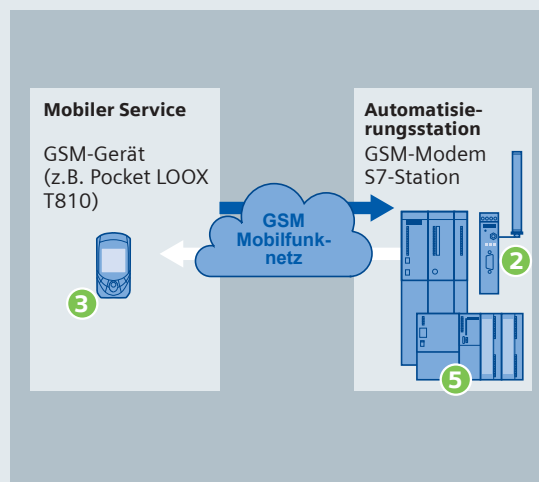 Mobiler Service
GSM-Gerät
(z.B. Pocket LOOX
T810)
3
GSM
Mobilfunk-
netz
Automatisie-
rungsstation
GSM-Modem
S7-Station
2
5